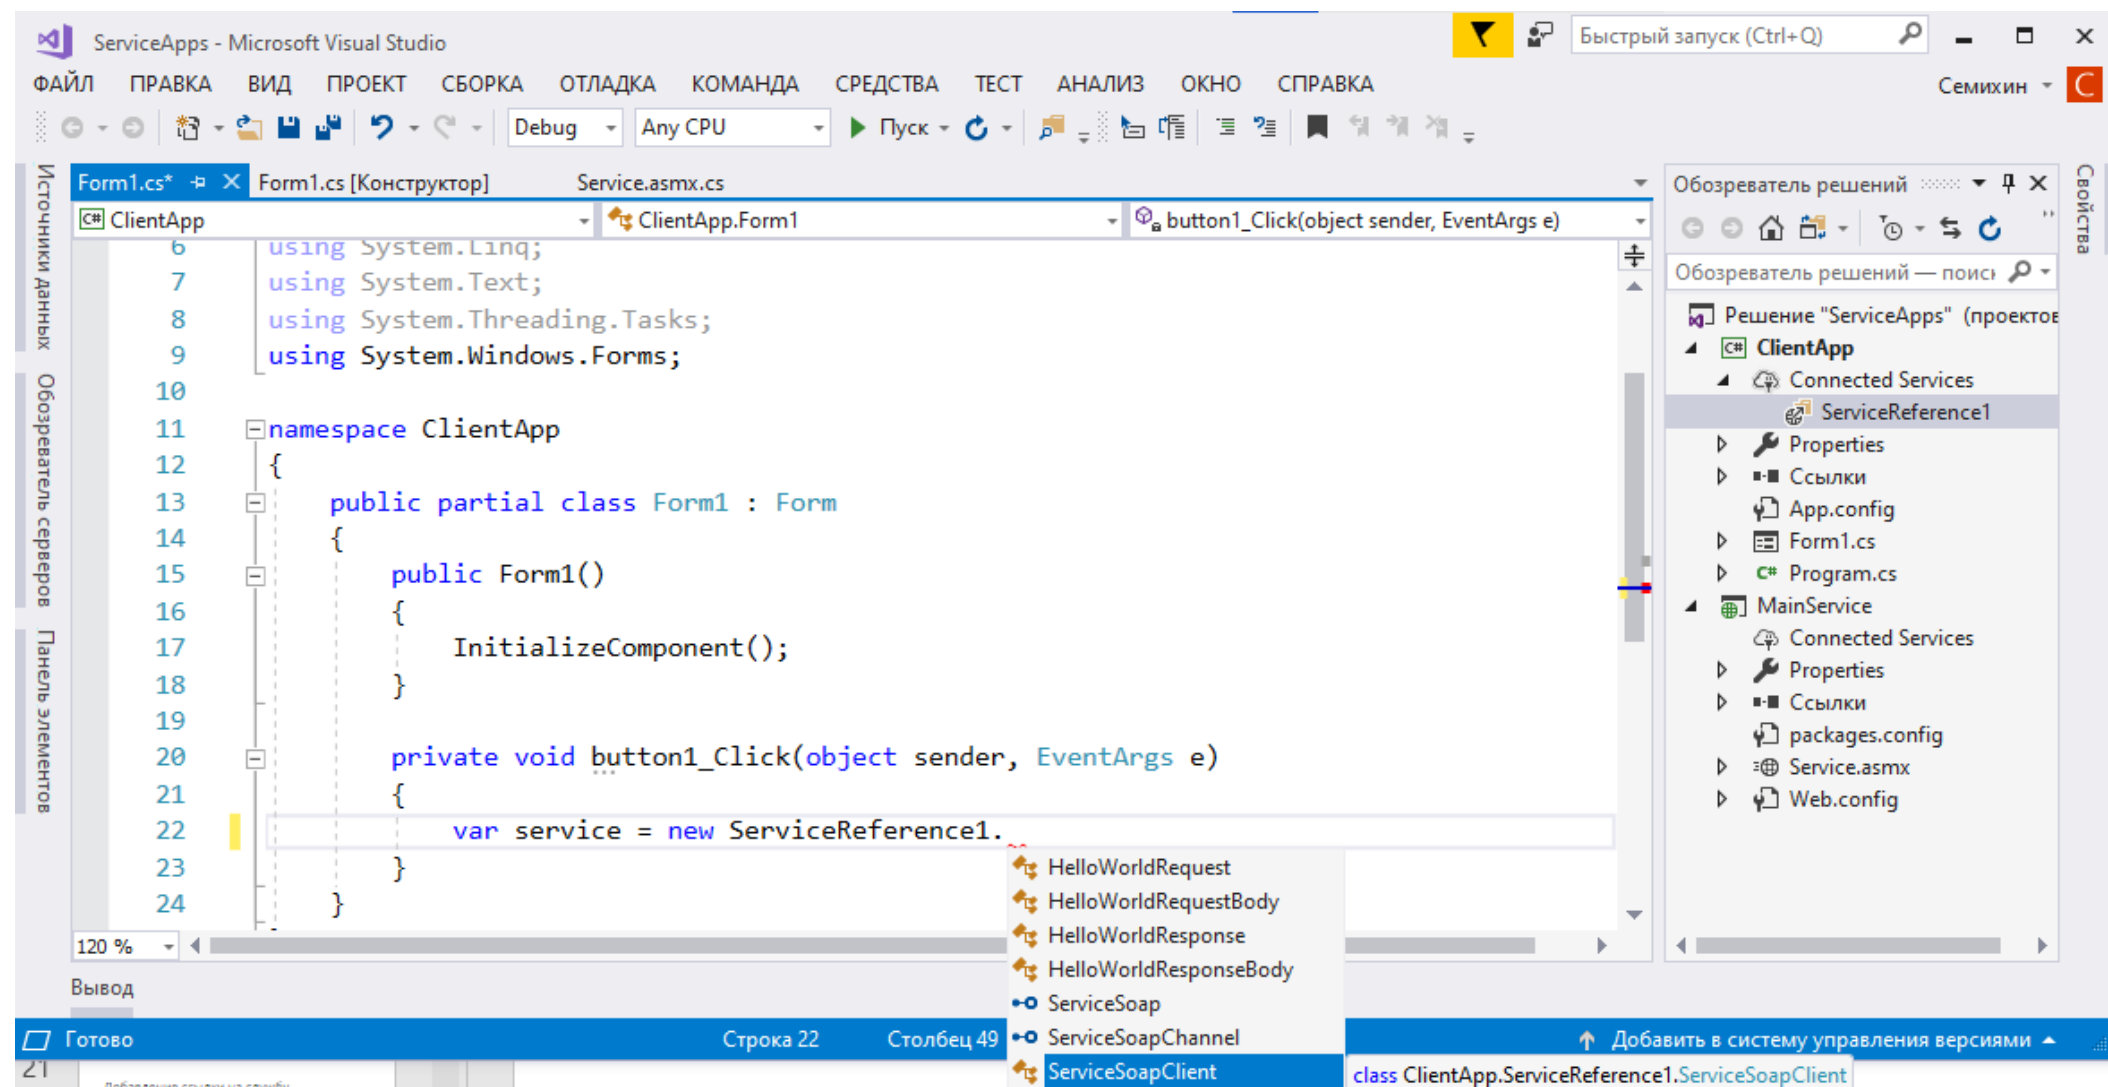 ServiceApps - Microsoft Visual Studio
Быстрый запуск (Ctrl+Q)
ФАЙЛ ПРАВКА ВИД ПРОЕКТ СБОРКА ОТЛАДКА КОМАНДА СРЕДСТВА ТЕСТ АНАЛИЗ ОКНО СПРАВКА
Семихин С
Debug Any CPU Пуск
Источники данных
Обозреватель серверов
Панель элементов
Form1.cs* Form1.cs [Конструктор] Service.asmx.cs
C# ClientApp ClientApp.Form1 button1_Click(object sender, EventArgs e)
6 using System.Linq;
7 using System.Text;
8 using System.Threading.Tasks;
9 using System.Windows.Forms;
10
11 namespace ClientApp
12 {
13 public partial class Form1 : Form
14 {
15 public Form1()
16 {
17 InitializeComponent();
18 }
19
20 private void button1_Click(object sender, EventArgs e)
21 {
22 var service = new ServiceReference1.
23 }
24 }
HelloWorldRequest
HelloWorldRequestBody
HelloWorldResponse
HelloWorldResponseBody
ServiceSoap
ServiceSoapChannel
ServiceSoapClient
class ClientApp.ServiceReference1.ServiceSoapClient
120 %
Вывод
Готово Строка 22 Столбец 49 Добавить в систему управления версиями
21
Обозреватель решений
Обозреватель решений — поиск
Решение "ServiceApps" (проектов
C# ClientApp
Connected Services
ServiceReference1
Properties
Ссылки
App.config
Form1.cs
C# Program.cs
MainService
Connected Services
Properties
Ссылки
packages.config
Service.asmx
Web.config
Свойства